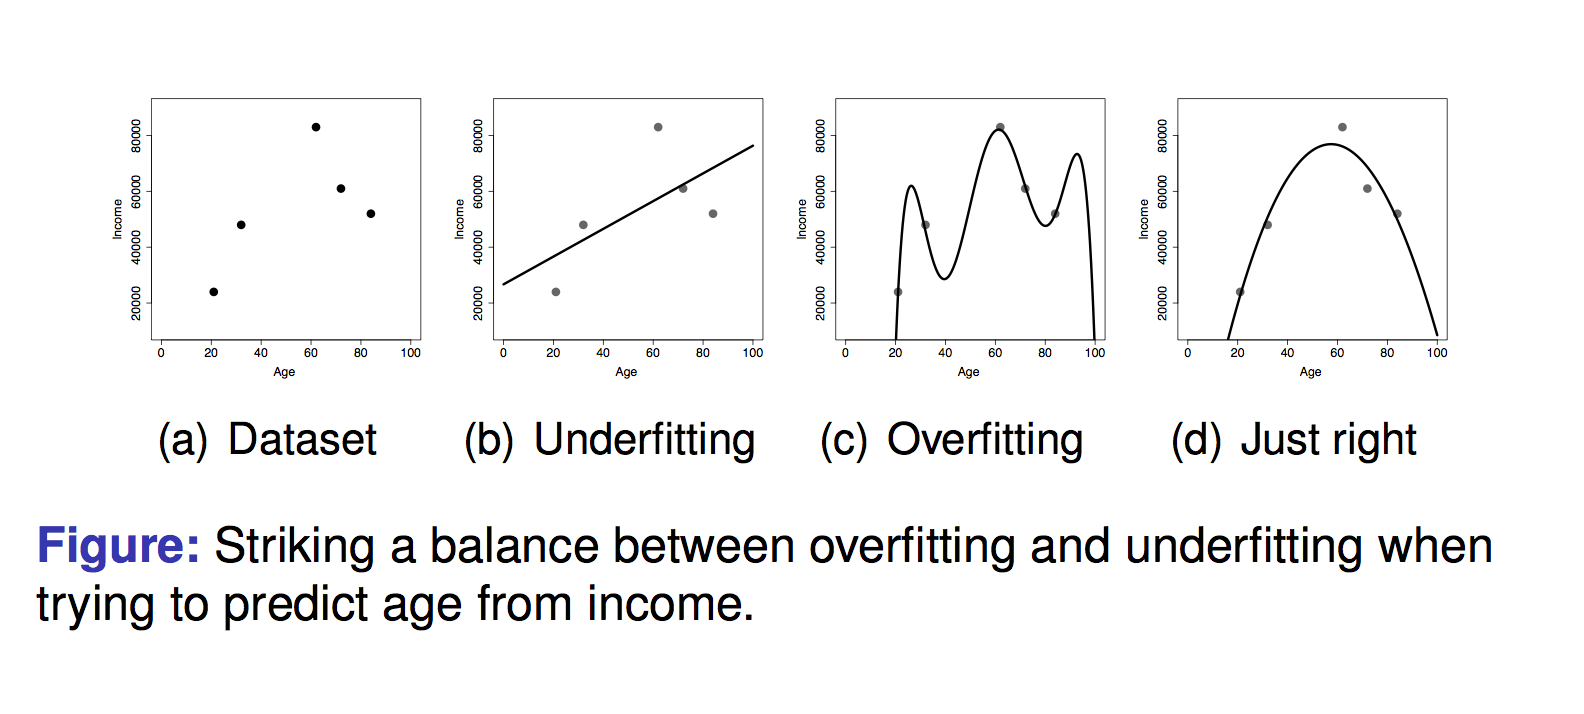 80000
60000
40000
20000
Income
0 20 40 60 80 100
Age
(a) Dataset
80000
60000
40000
20000
Income
0 20 40 60 80 100
Age
(b) Underfitting
80000
60000
40000
20000
Income
0 20 40 60 80 100
Age
(c) Overfitting
80000
60000
40000
20000
Income
0 20 40 60 80 100
Age
(d) Just right
Figure: Striking a balance between overfitting and underfitting when
trying to predict age from income.